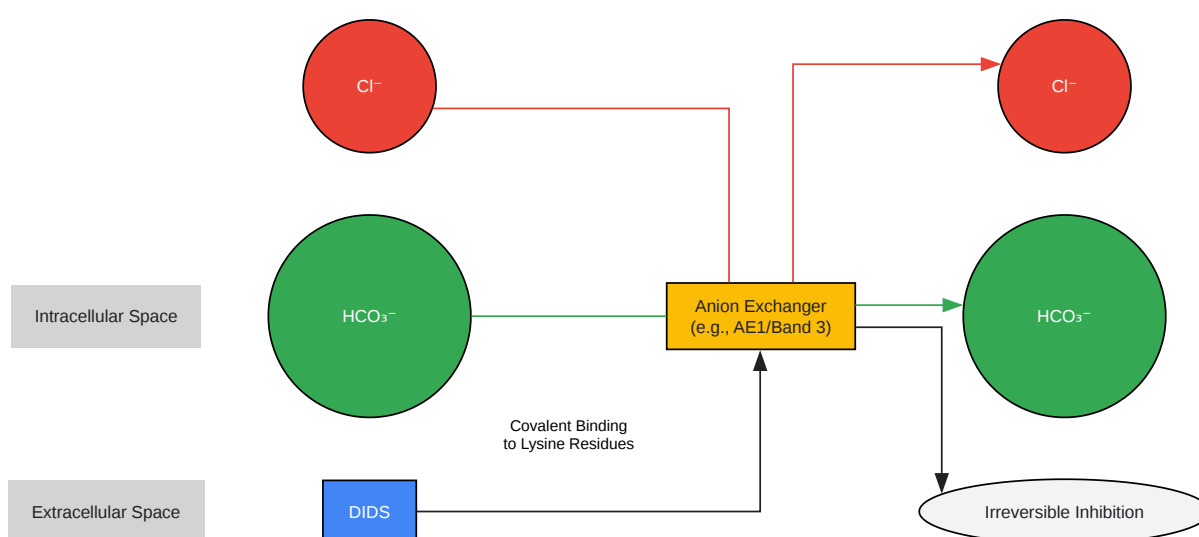 Cl⁻
Cl⁻
Intracellular Space
HCO₃⁻
Anion Exchanger
(e.g., AE1/Band 3)
HCO₃⁻
Covalent Binding
to Lysine Residues
Extracellular Space
DIDS
Irreversible Inhibition